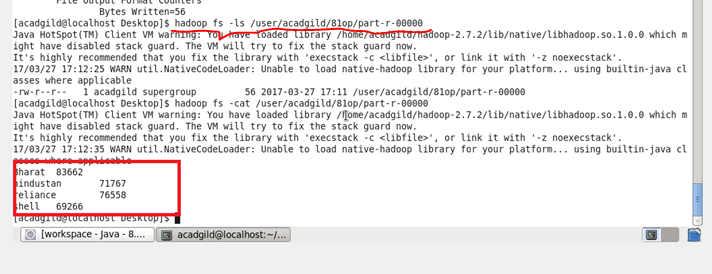 File Output Format Counters
Bytes Written=56
[acadgild@localhost Desktop]$ hadoop fs -ls /user/acadgild/81op/part-r-00000
Java HotSpot(TM) Client VM warning: You have loaded library /home/acadgild/hadoop-2.7.2/lib/native/libhadoop.so.1.0.0 which m
ight have disabled stack guard. The VM will try to fix the stack guard now.
It's highly recommended that you fix the library with 'execstack -c <libfile>', or link it with '-z noexecstack'.
17/03/27 17:12:25 WARN util.NativeCodeLoader: Unable to load native-hadoop library for your platform... using builtin-java cl
asses where applicable
-rw-r--r--   1 acadgild supergroup         56 2017-03-27 17:11 /user/acadgild/81op/part-r-00000
[acadgild@localhost Desktop]$ hadoop fs -cat /user/acadgild/81op/part-r-00000
Java HotSpot(TM) Client VM warning: You have loaded library /home/acadgild/hadoop-2.7.2/lib/native/libhadoop.so.1.0.0 which m
ight have disabled stack guard. The VM will try to fix the stack guard now.
It's highly recommended that you fix the library with 'execstack -c <libfile>', or link it with '-z noexecstack'.
17/03/27 17:12:35 WARN util.NativeCodeLoader: Unable to load native-hadoop library for your platform... using builtin-java cl
asses where applicable
Bharat  83662
hindustan       71767
reliance        76558
shell   69266
[acadgild@localhost Desktop]$
[workspace - Java - 8.... acadgild@localhost:~/...